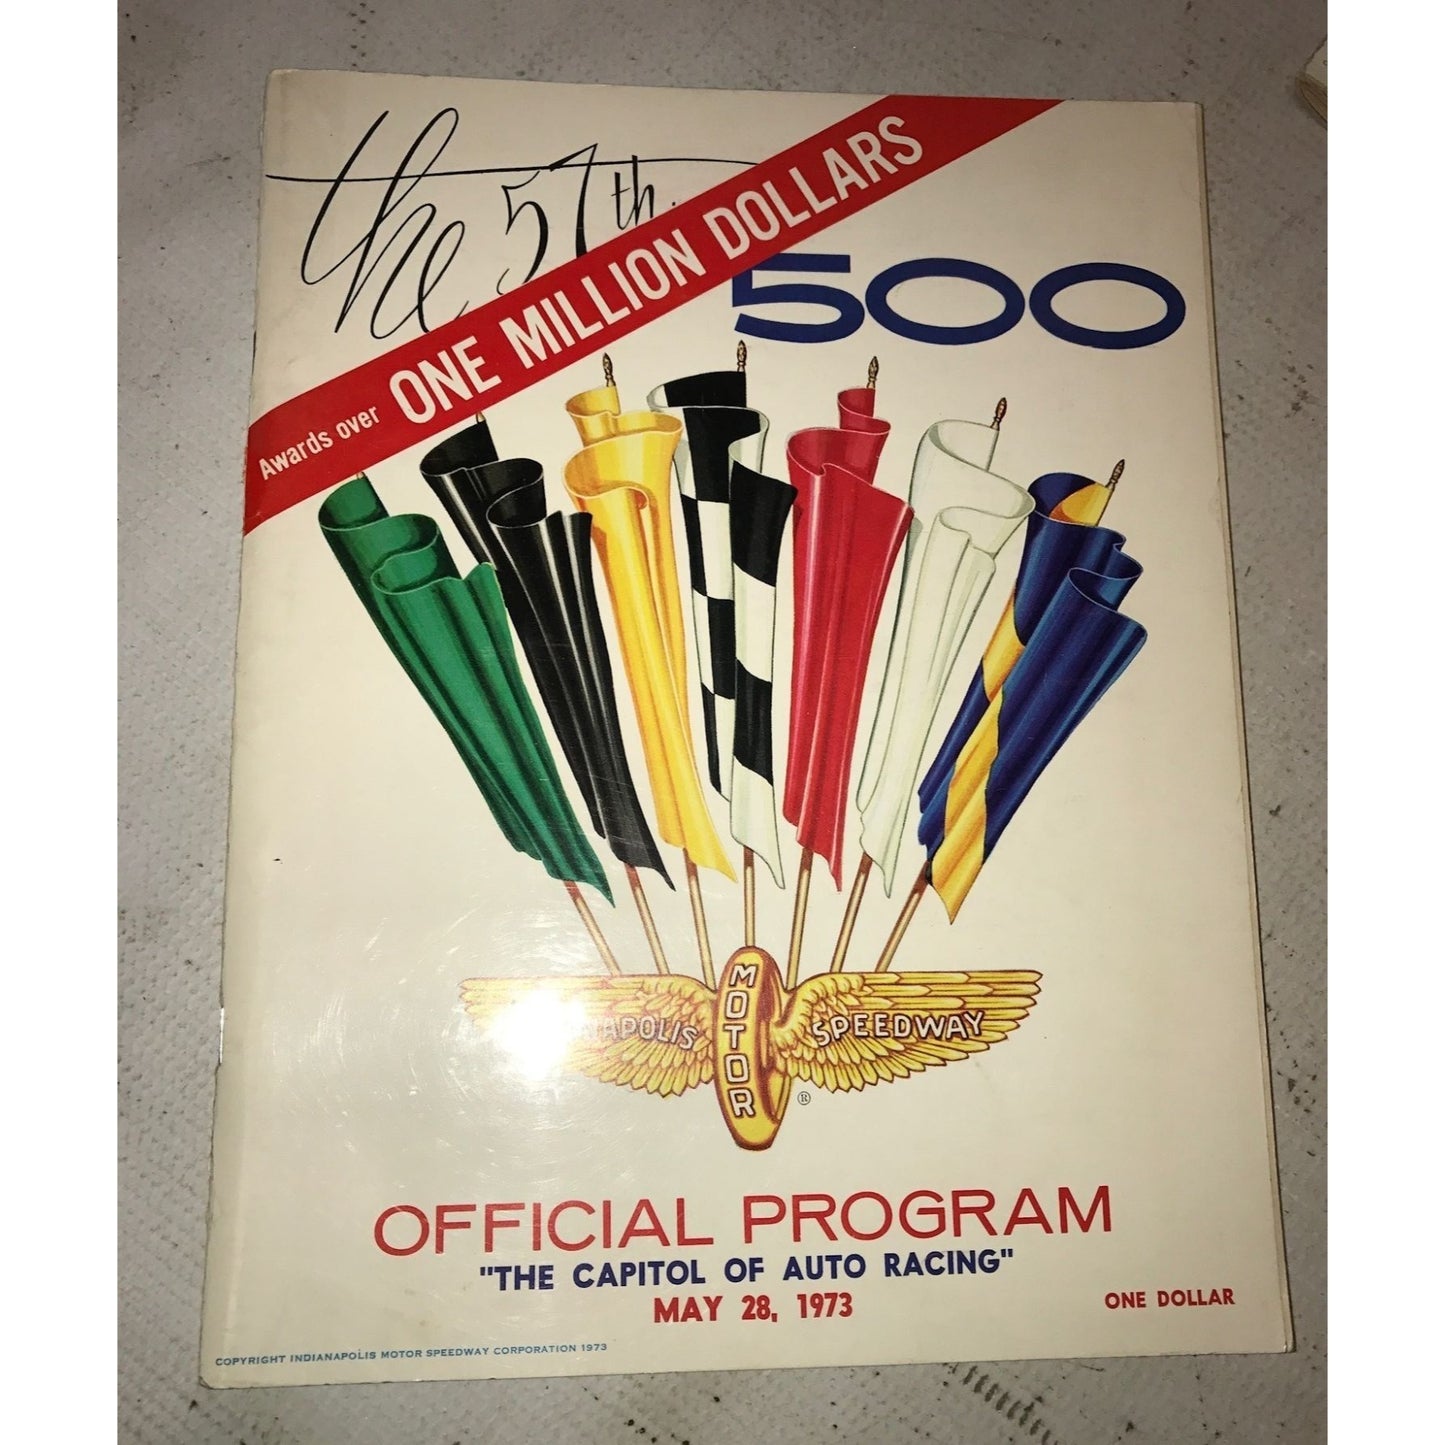 the 57th
Awards over ONE MILLION DOLLARS
500
MOTOR
SPEEDWAY
®
OFFICIAL PROGRAM
"THE CAPITOL OF AUTO RACING"
MAY 28, 1973
ONE DOLLAR
COPYRIGHT INDIANAPOLIS MOTOR SPEEDWAY CORPORATION 1973